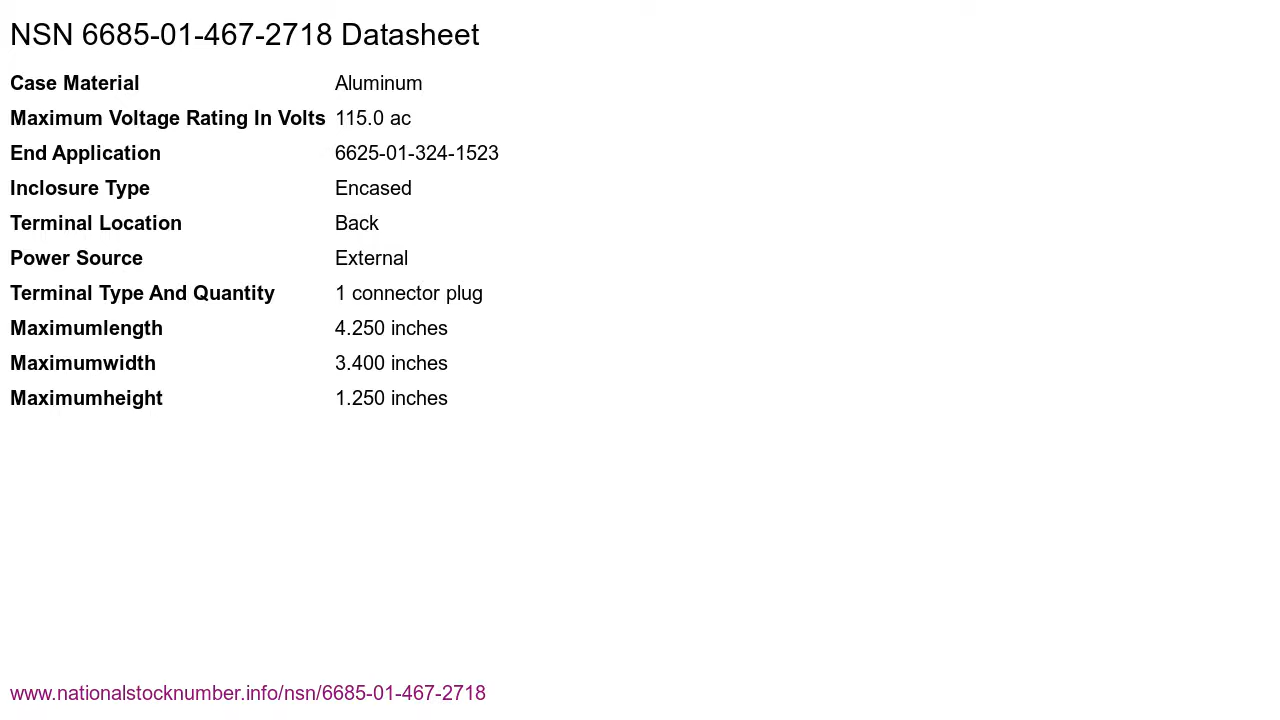 NSN 6685-01-467-2718 Datasheet
Case Material Aluminum
Maximum Voltage Rating In Volts 115.0 ac
End Application 6625-01-324-1523
Inclosure Type Encased
Terminal Location Back
Power Source External
Terminal Type And Quantity 1 connector plug
Maximumlength 4.250 inches
Maximumwidth 3.400 inches
Maximumheight 1.250 inches
www.nationalstocknumber.info/nsn/6685-01-467-2718